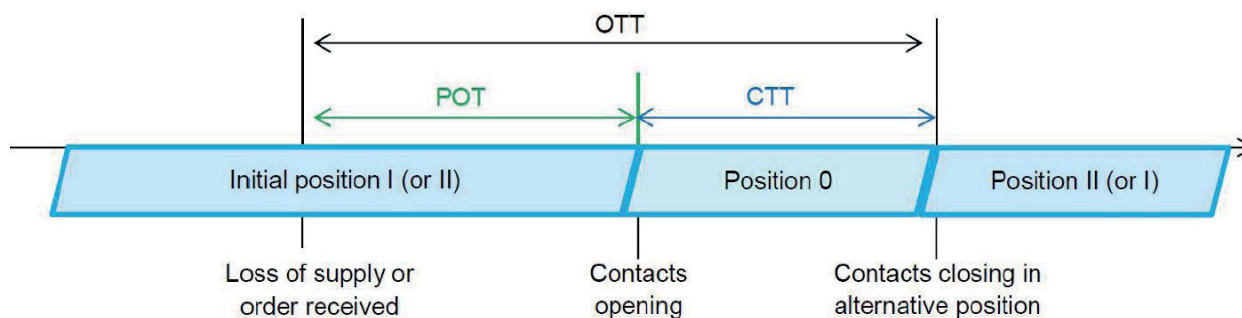 OTT
POT
CTT
Initial position I (or II)
Position 0
Position II (or I)
Loss of supply or
order received
Contacts
opening
Contacts closing in
alternative position